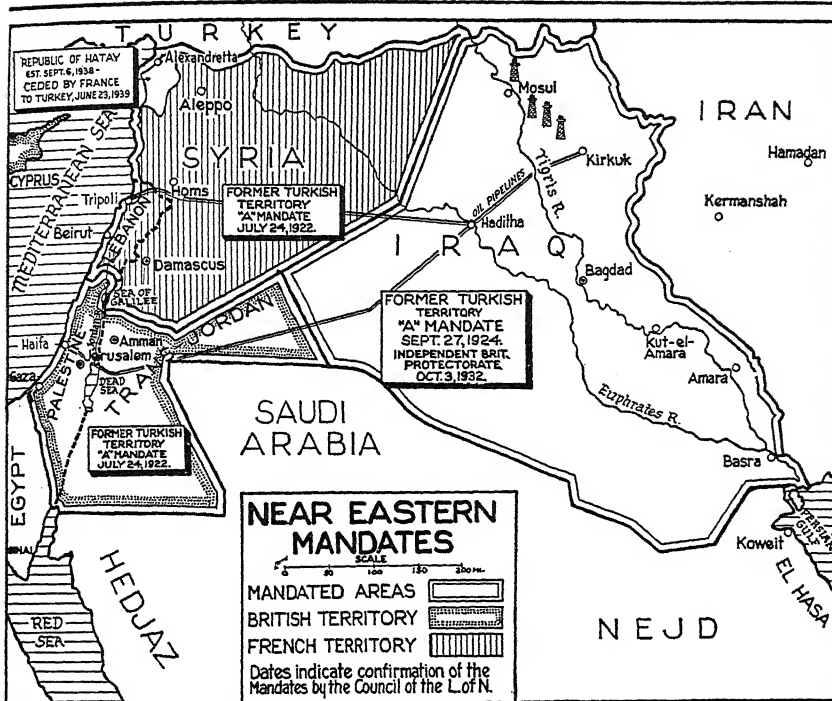 TURKEY
REPUBLIC OF HATAY
EST. SEPT. 6, 1938-
CEDED BY FRANCE
TO TURKEY, JUNE 23, 1939
Alexandretta
Aleppo
Mosul
IRAN
SYRIA
Hamadan
Kirkuk
MEDITERRANEAN SEA
CYPRUS
Homs
Tripoli
LEBANON
FORMER TURKISH
TERRITORY
"A" MANDATE
JULY 24, 1922.
OIL PIPELINES
Tigris R.
Kermanshah
Haditha
Beirut
IRAQ
Damascus
SEA OF
GALILEE
Bagdad
FORMER TURKISH
TERRITORY
"A" MANDATE
SEPT. 27, 1924.
INDEPENDENT BRIT.
PROTECTORATE
OCT. 3, 1932.
Haifa
Amman
TRANS JORDAN
Jordan
Jerusalem
PALESTINE
Kut-el-
Amara
Amara
Gaza
DEAD
SEA
Euphrates R.
SAUDI
ARABIA
FORMER TURKISH
TERRITORY
"A" MANDATE
JULY 24, 1922.
EGYPT
Basra
PERSIAN
GULF
Koweit
EL HASA
SINAI
HEDJAZ
RED
SEA
NEJD
NEAR EASTERN
MANDATES
SCALE
0 50 100 150 200 MI.
MANDATED AREAS
BRITISH TERRITORY
FRENCH TERRITORY
Dates indicate confirmation of the
Mandates by the Council of the L. of N.